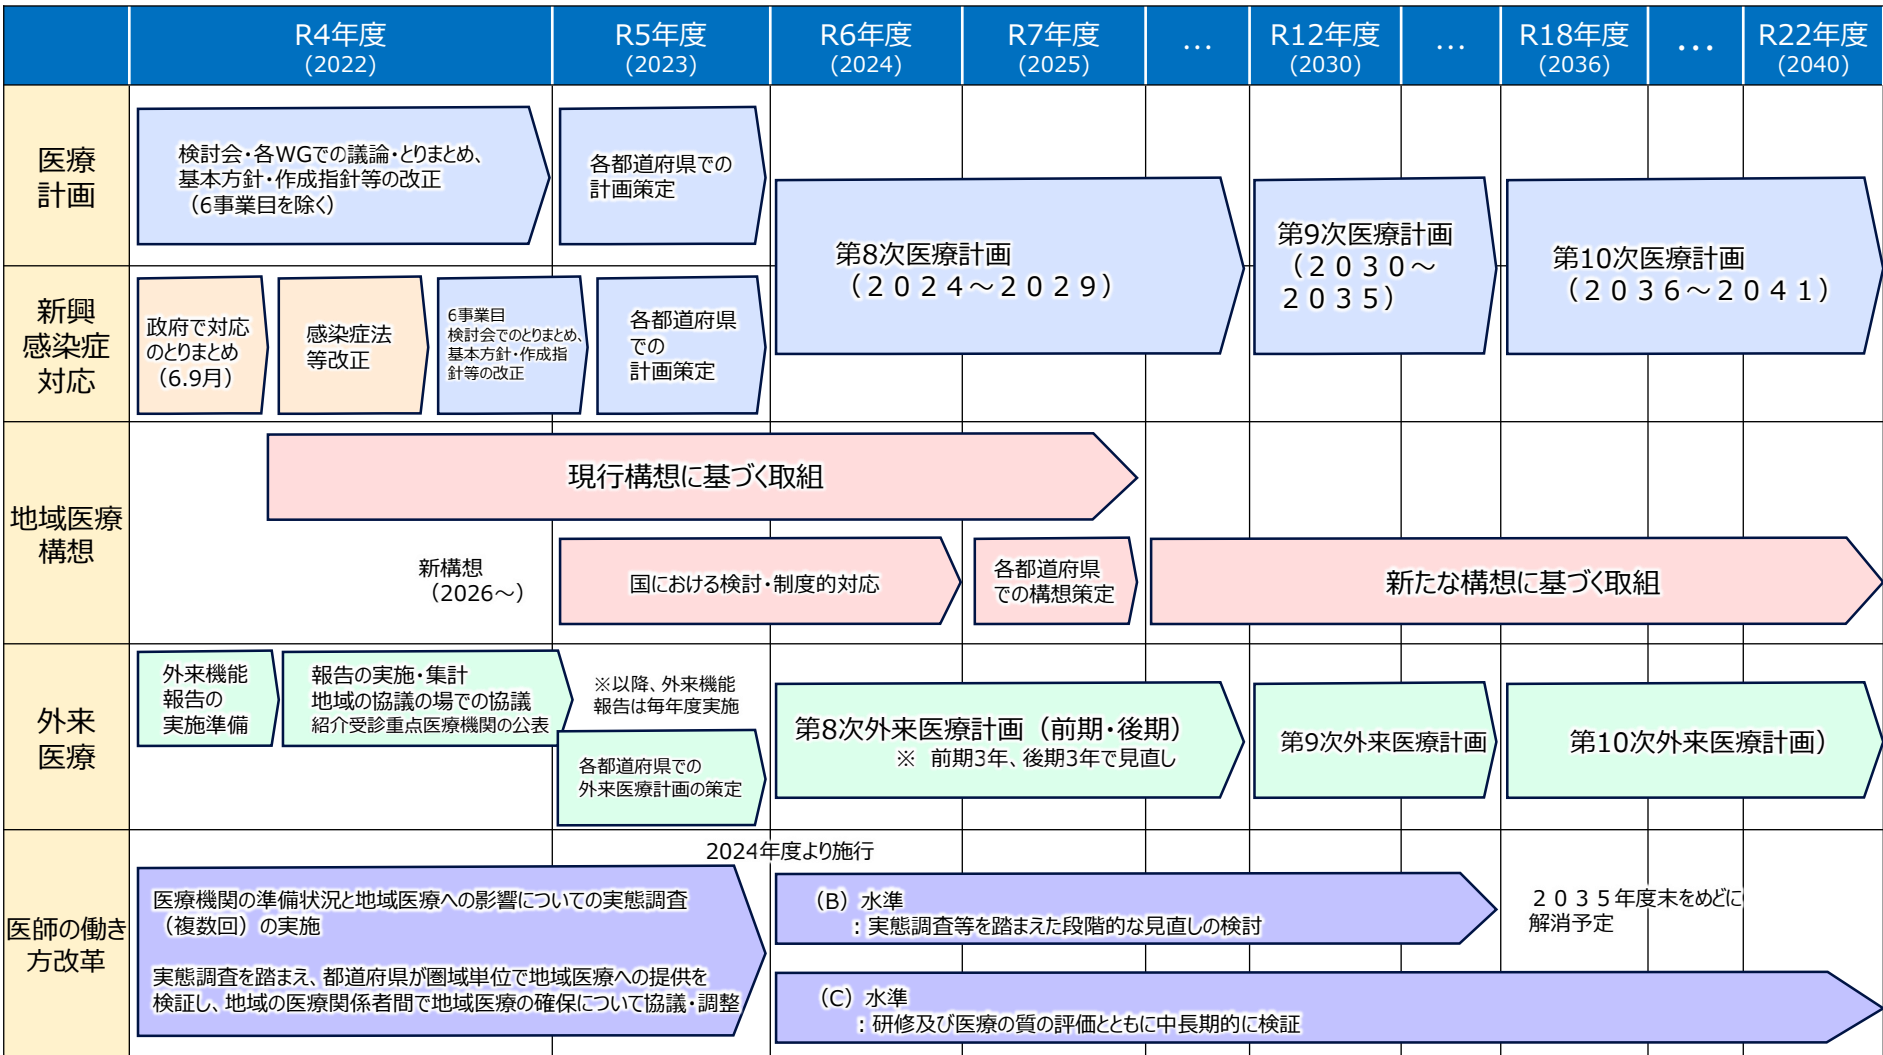 R4年度
(2022)
R5年度
(2023)
R6年度
(2024)
R7年度
(2025)
…
R12年度
(2030)
…
R18年度
(2036)
…
R22年度
(2040)
医療
計画
検討会・各WGでの議論・とりまとめ、
基本方針・作成指針等の改正
（6事業目を除く）
各都道府県での
計画策定
第8次医療計画
（２０２４～２０２９）
第9次医療計画
（２０３０～
２０３５）
第10次医療計画
（２０３６～２０４１）
新興
感染症
対応
政府で対応
のとりまとめ
（6.9月）
感染症法
等改正
6事業目
検討会でのとりまとめ、
基本方針・作成指
針等の改正
各都道府県
での
計画策定
地域医療
構想
現行構想に基づく取組
新構想
（2026～）
国における検討・制度的対応
各都道府県
での構想策定
新たな構想に基づく取組
外来
医療
外来機能
報告の
実施準備
報告の実施・集計
地域の協議の場での協議
紹介受診重点医療機関の公表
※以降、外来機能
報告は毎年度実施
各都道府県での
外来医療計画の策定
第8次外来医療計画（前期・後期）
※　前期3年、後期3年で見直し
第9次外来医療計画
第10次外来医療計画）
医師の働き
方改革
2024年度より施行
医療機関の準備状況と地域医療への影響についての実態調査
（複数回）の実施
実態調査を踏まえ、都道府県が圏域単位で地域医療への提供を
検証し、地域の医療関係者間で地域医療の確保について協議・調整
（B）水準
：実態調査等を踏まえた段階的な見直しの検討
２０３５年度末をめどに
解消予定
（C）水準
：研修及び医療の質の評価とともに中長期的に検証